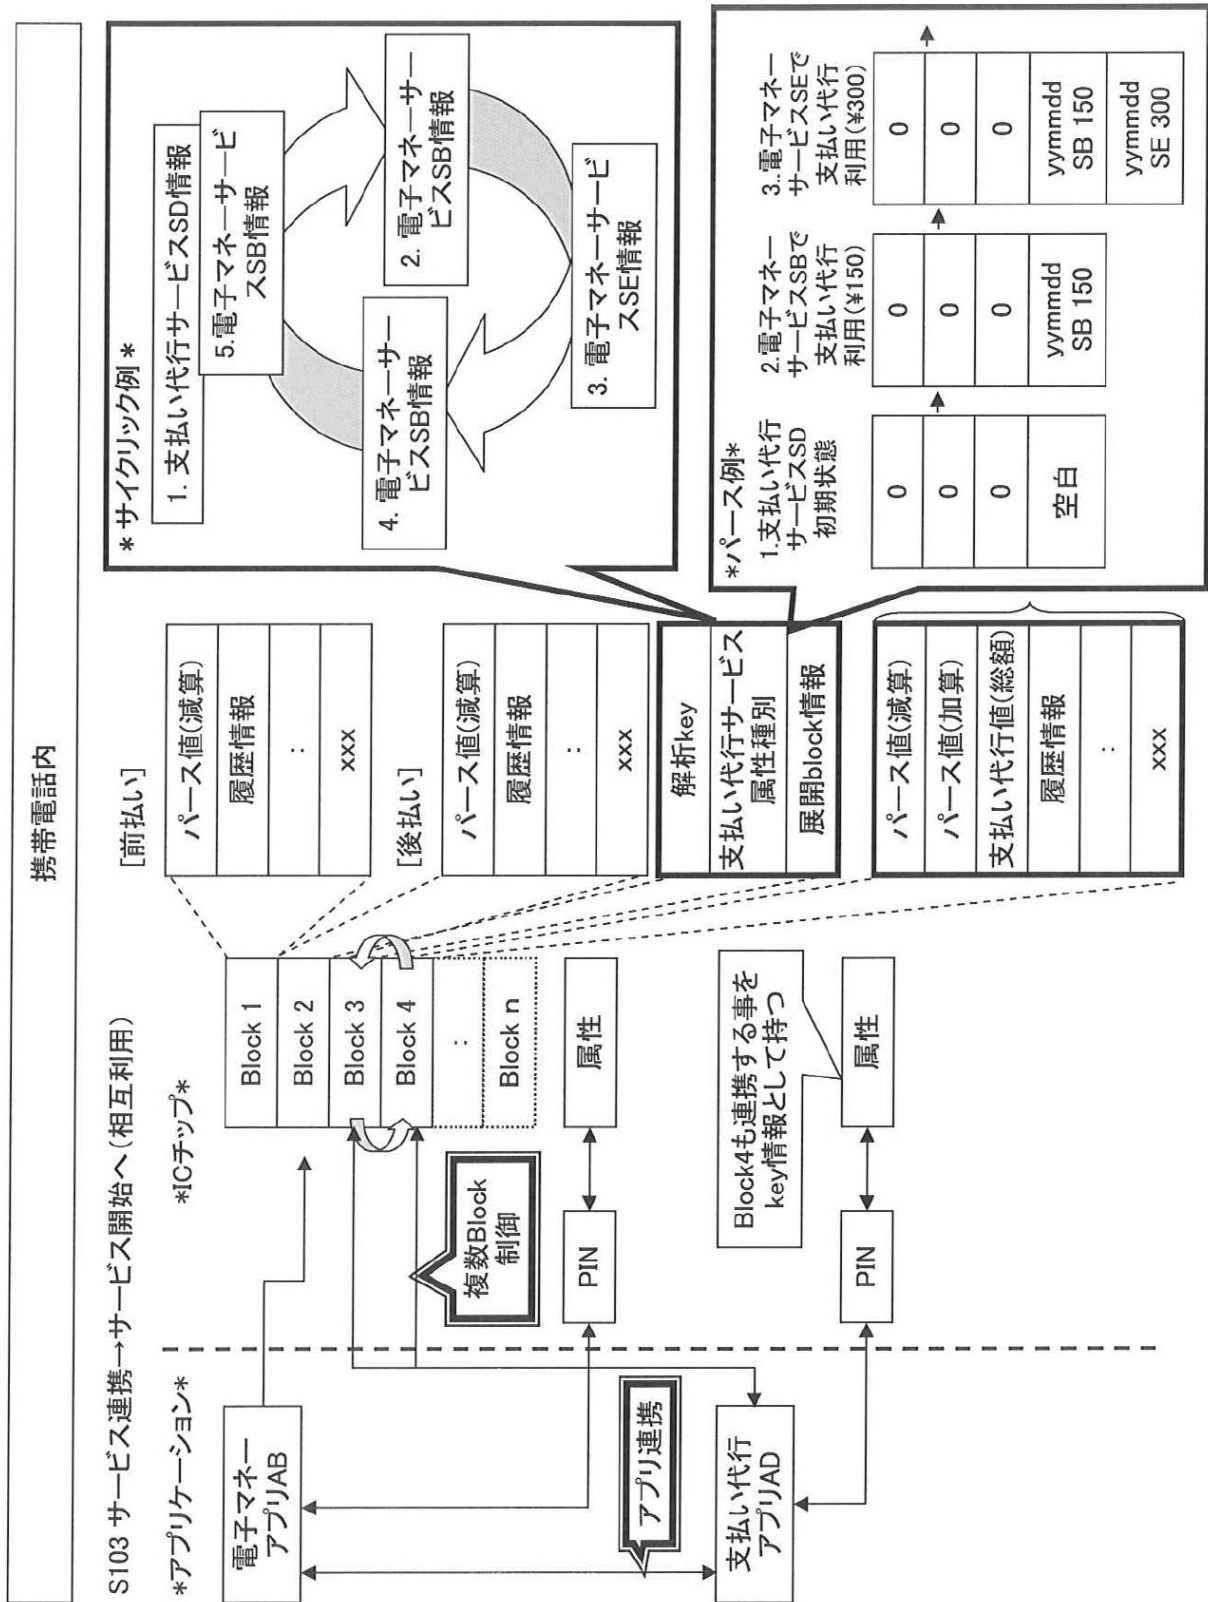 携帯電話内
S103 サービス連携→サービス開始へ(相互利用)
*アプリケーション*
*ICチップ*
電子マネー
アプリAB
アプリ連携
支払い代行
アプリAD
複数Block
制御
PIN
PIN
Block 1
Block 2
Block 3
Block 4
:
Block n
属性
Block4も連携する事を
key情報として持つ
属性
[前払い]
パース値(減算)
履歴情報
:
xxx
[後払い]
パース値(減算)
履歴情報
:
xxx
解析key
支払い代行サービス
属性種別
展開block情報
パース値(減算)
パース値(加算)
支払い代行値(総額)
履歴情報
:
xxx
*サイクリック例*
1. 支払い代行サービスSD情報
5.電子マネーサービ
スSB情報
2. 電子マネーサー
ビスSB情報
3. 電子マネーサービ
スSE情報
4. 電子マネーサー
ビスSB情報
*パース例*
1.支払い代行
サービスSD
初期状態
0
0
0
空白
2.電子マネー
サービスSBで
支払い代行
利用(¥150)
0
0
0
yymmdd
SB 150
3..電子マネー
サービスSEで
支払い代行
利用(¥300)
0
0
0
yymmdd
SB 150
yymmdd
SE 300